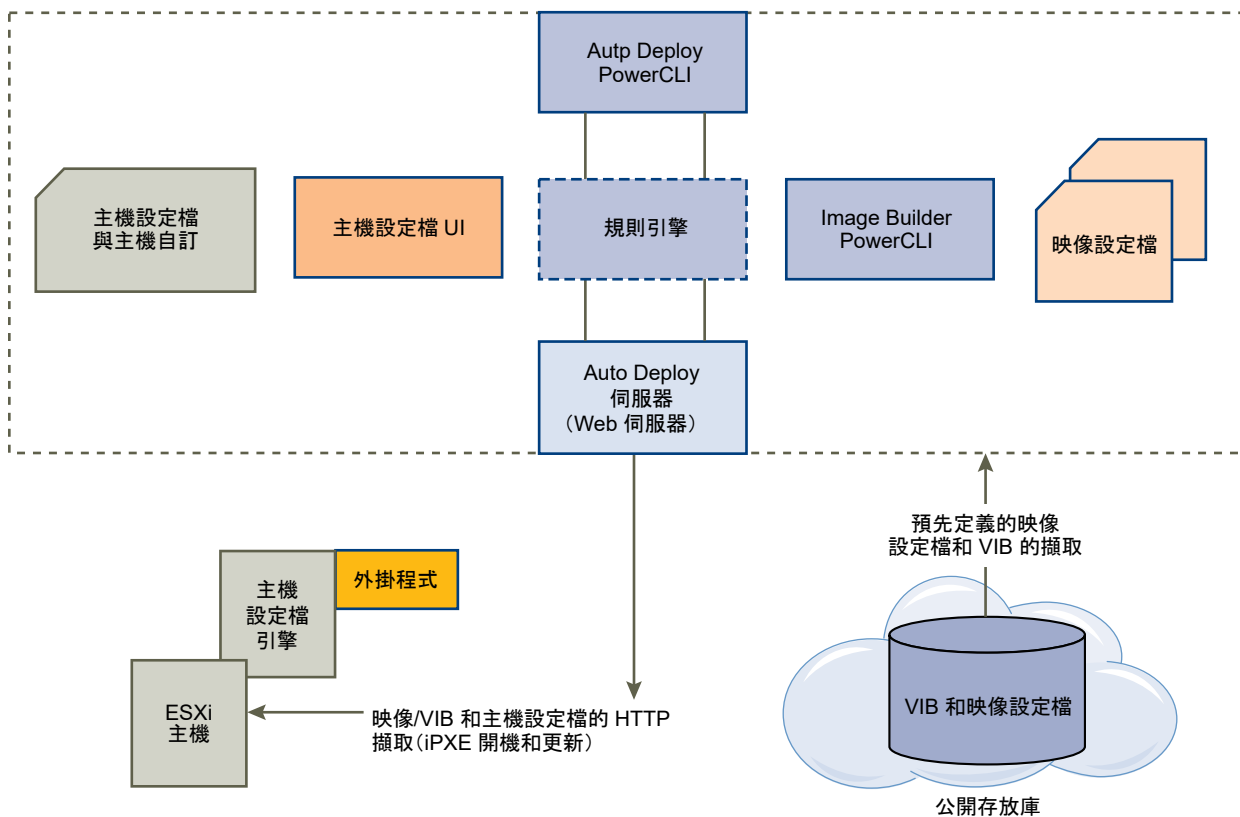 Autp Deploy
PowerCLI
主機設定檔
與主機自訂
主機設定檔 UI
規則引擎
Image Builder
PowerCLI
映像設定檔
Auto Deploy
伺服器
（Web 伺服器）
預先定義的映像
設定檔和 VIB 的擷取
外掛程式
主機
設定檔
引擎
ESXi
主機
映像/VIB 和主機設定檔的 HTTP
擷取（iPXE 開機和更新）
VIB 和映像設定檔
公開存放庫